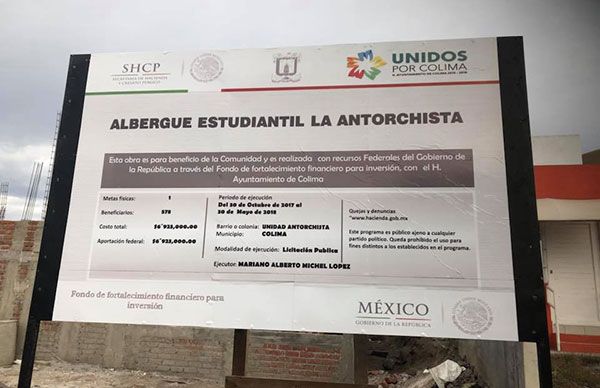 SHCP
SECRETARÍA DE HACIENDA
Y CRÉDITO PÚBLICO
UNIDOS
POR COLIMA
H. AYUNTAMIENTO DE COLIMA 2015 - 2018
ALBERGUE ESTUDIANTIL LA ANTORCHISTA
Esta obra es para beneficio de la Comunidad y es realizada con recursos Federales del Gobierno de
la República a través del Fondo de fortalecimiento financiero para inversión, con el H.
Ayuntamiento de Colima
Metas físicas: 1
Beneficiarios: 578
Costo total: $6'923,000.00
Aportación federal: $6'923,000.00
Periodo de ejecución
Del 30 de Octubre de 2017 al
30 de Mayo de 2018
Barrio o colonia: UNIDAD ANTORCHISTA
Municipio: COLIMA
Modalidad de ejecución: Licitación Publica
Ejecutor: MARIANO ALBERTO MICHEL LOPEZ
Quejas y denuncias
"www.hacienda.gob.mx
Este programa es público ajeno a cualquier
partido político. Queda prohibido el uso para
fines distintos a los establecidos en el programa.
Fondo de fortalecimiento financiero para
inversión
MÉXICO
GOBIERNO DE LA REPÚBLICA